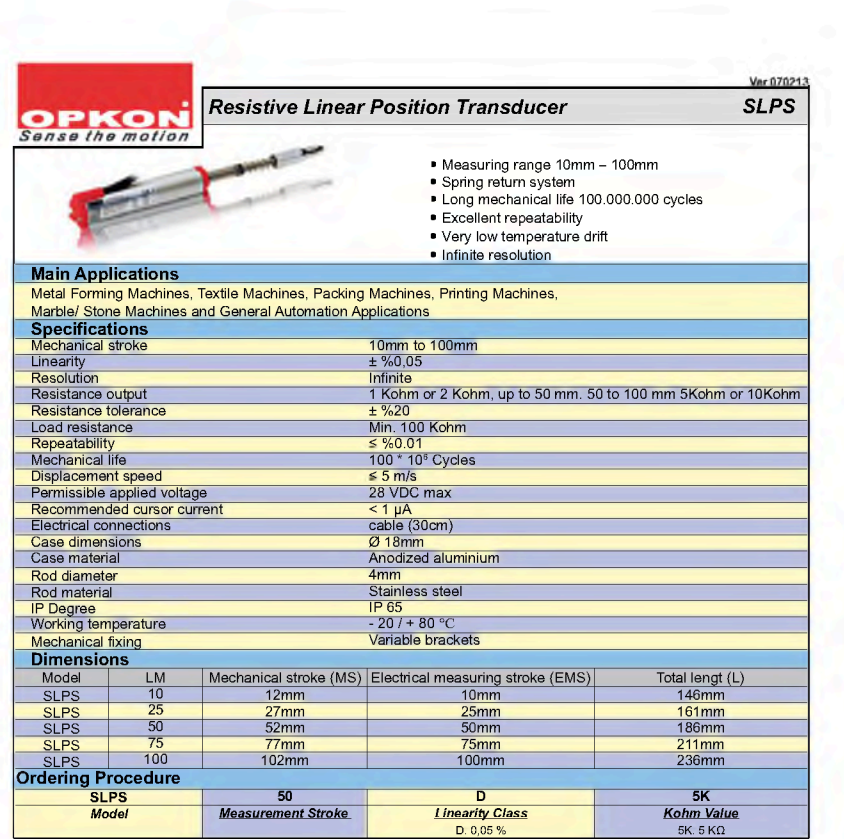 Ver 070213
OPKON
Sense the motion
Resistive Linear Position Transducer SLPS
▪ Measuring range 10mm – 100mm
▪ Spring return system
▪ Long mechanical life 100.000.000 cycles
▪ Excellent repeatability
▪ Very low temperature drift
▪ Infinite resolution
Main Applications
Metal Forming Machines, Textile Machines, Packing Machines, Printing Machines,
Marble/ Stone Machines and General Automation Applications
Specifications
Mechanical stroke 10mm to 100mm
Linearity ± %0,05
Resolution Infinite
Resistance output 1 Kohm or 2 Kohm, up to 50 mm. 50 to 100 mm 5Kohm or 10Kohm
Resistance tolerance ± %20
Load resistance Min. 100 Kohm
Repeatability ≤ %0.01
Mechanical life 100 * 10⁶ Cycles
Displacement speed ≤ 5 m/s
Permissible applied voltage 28 VDC max
Recommended cursor current < 1 µA
Electrical connections cable (30cm)
Case dimensions Ø 18mm
Case material Anodized aluminium
Rod diameter 4mm
Rod material Stainless steel
IP Degree IP 65
Working temperature - 20 / + 80 °C
Mechanical fixing Variable brackets
Dimensions
Model LM Mechanical stroke (MS) Electrical measuring stroke (EMS) Total lengt (L)
SLPS 10 12mm 10mm 146mm
SLPS 25 27mm 25mm 161mm
SLPS 50 52mm 50mm 186mm
SLPS 75 77mm 75mm 211mm
SLPS 100 102mm 100mm 236mm
Ordering Procedure
SLPS 50 D 5K
Model Measurement Stroke Linearity Class Kohm Value
D. 0,05 % 5K. 5 KΩ